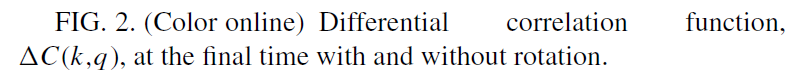 FIG. 2. (Color online) Differential correlation function,
ΔC(k,q), at the final time with and without rotation.